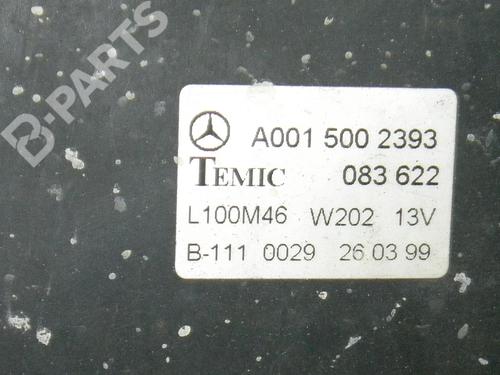 B-PARTS
A001 500 2393
TEMIC 083 622
L100M46 W202 13V
B-111 0029 26.03.99